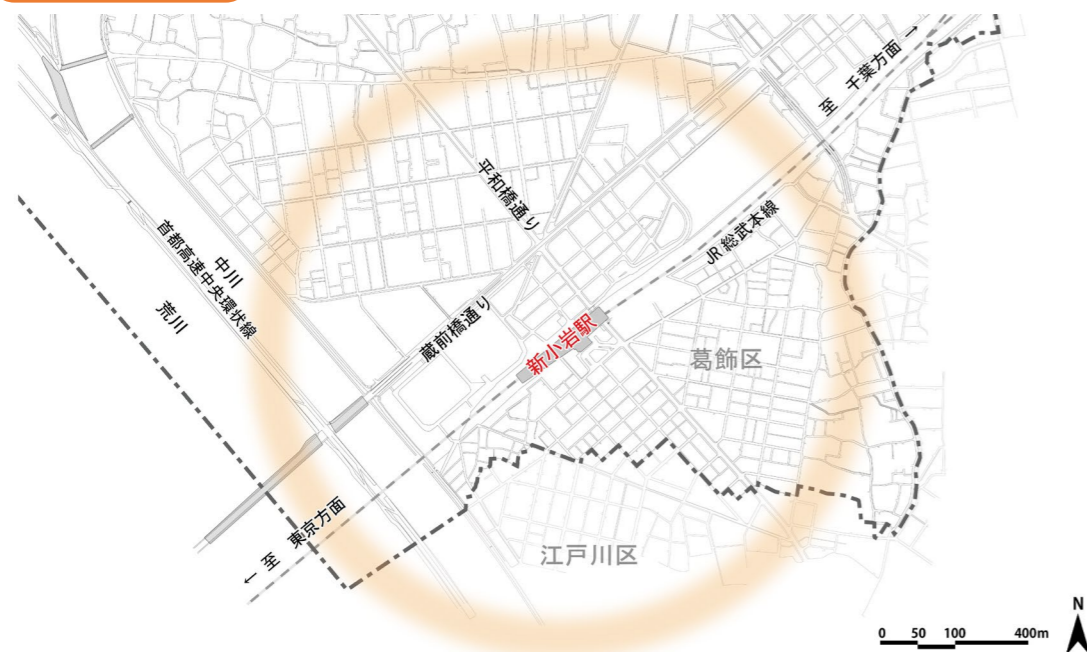 至 千葉方面 →
平和橋通り
JR 総武本線
首都高速中央環状線
中川
荒川
蔵前橋通り
新小岩駅
葛飾区
← 至 東京方面
江戸川区
N
0 50 100 400m